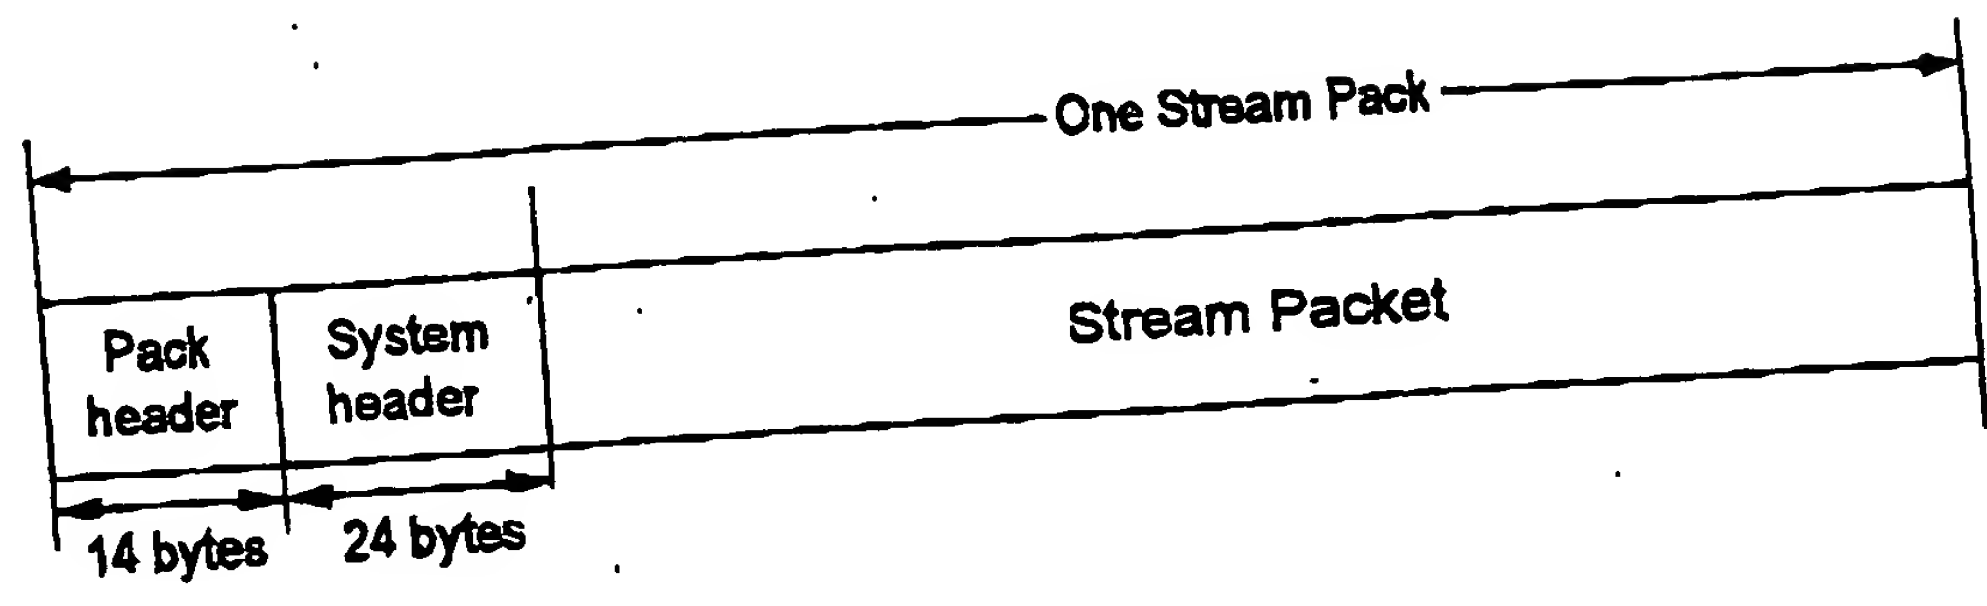 One Stream Pack
Pack
header
System
header
Stream Packet
14 bytes
24 bytes